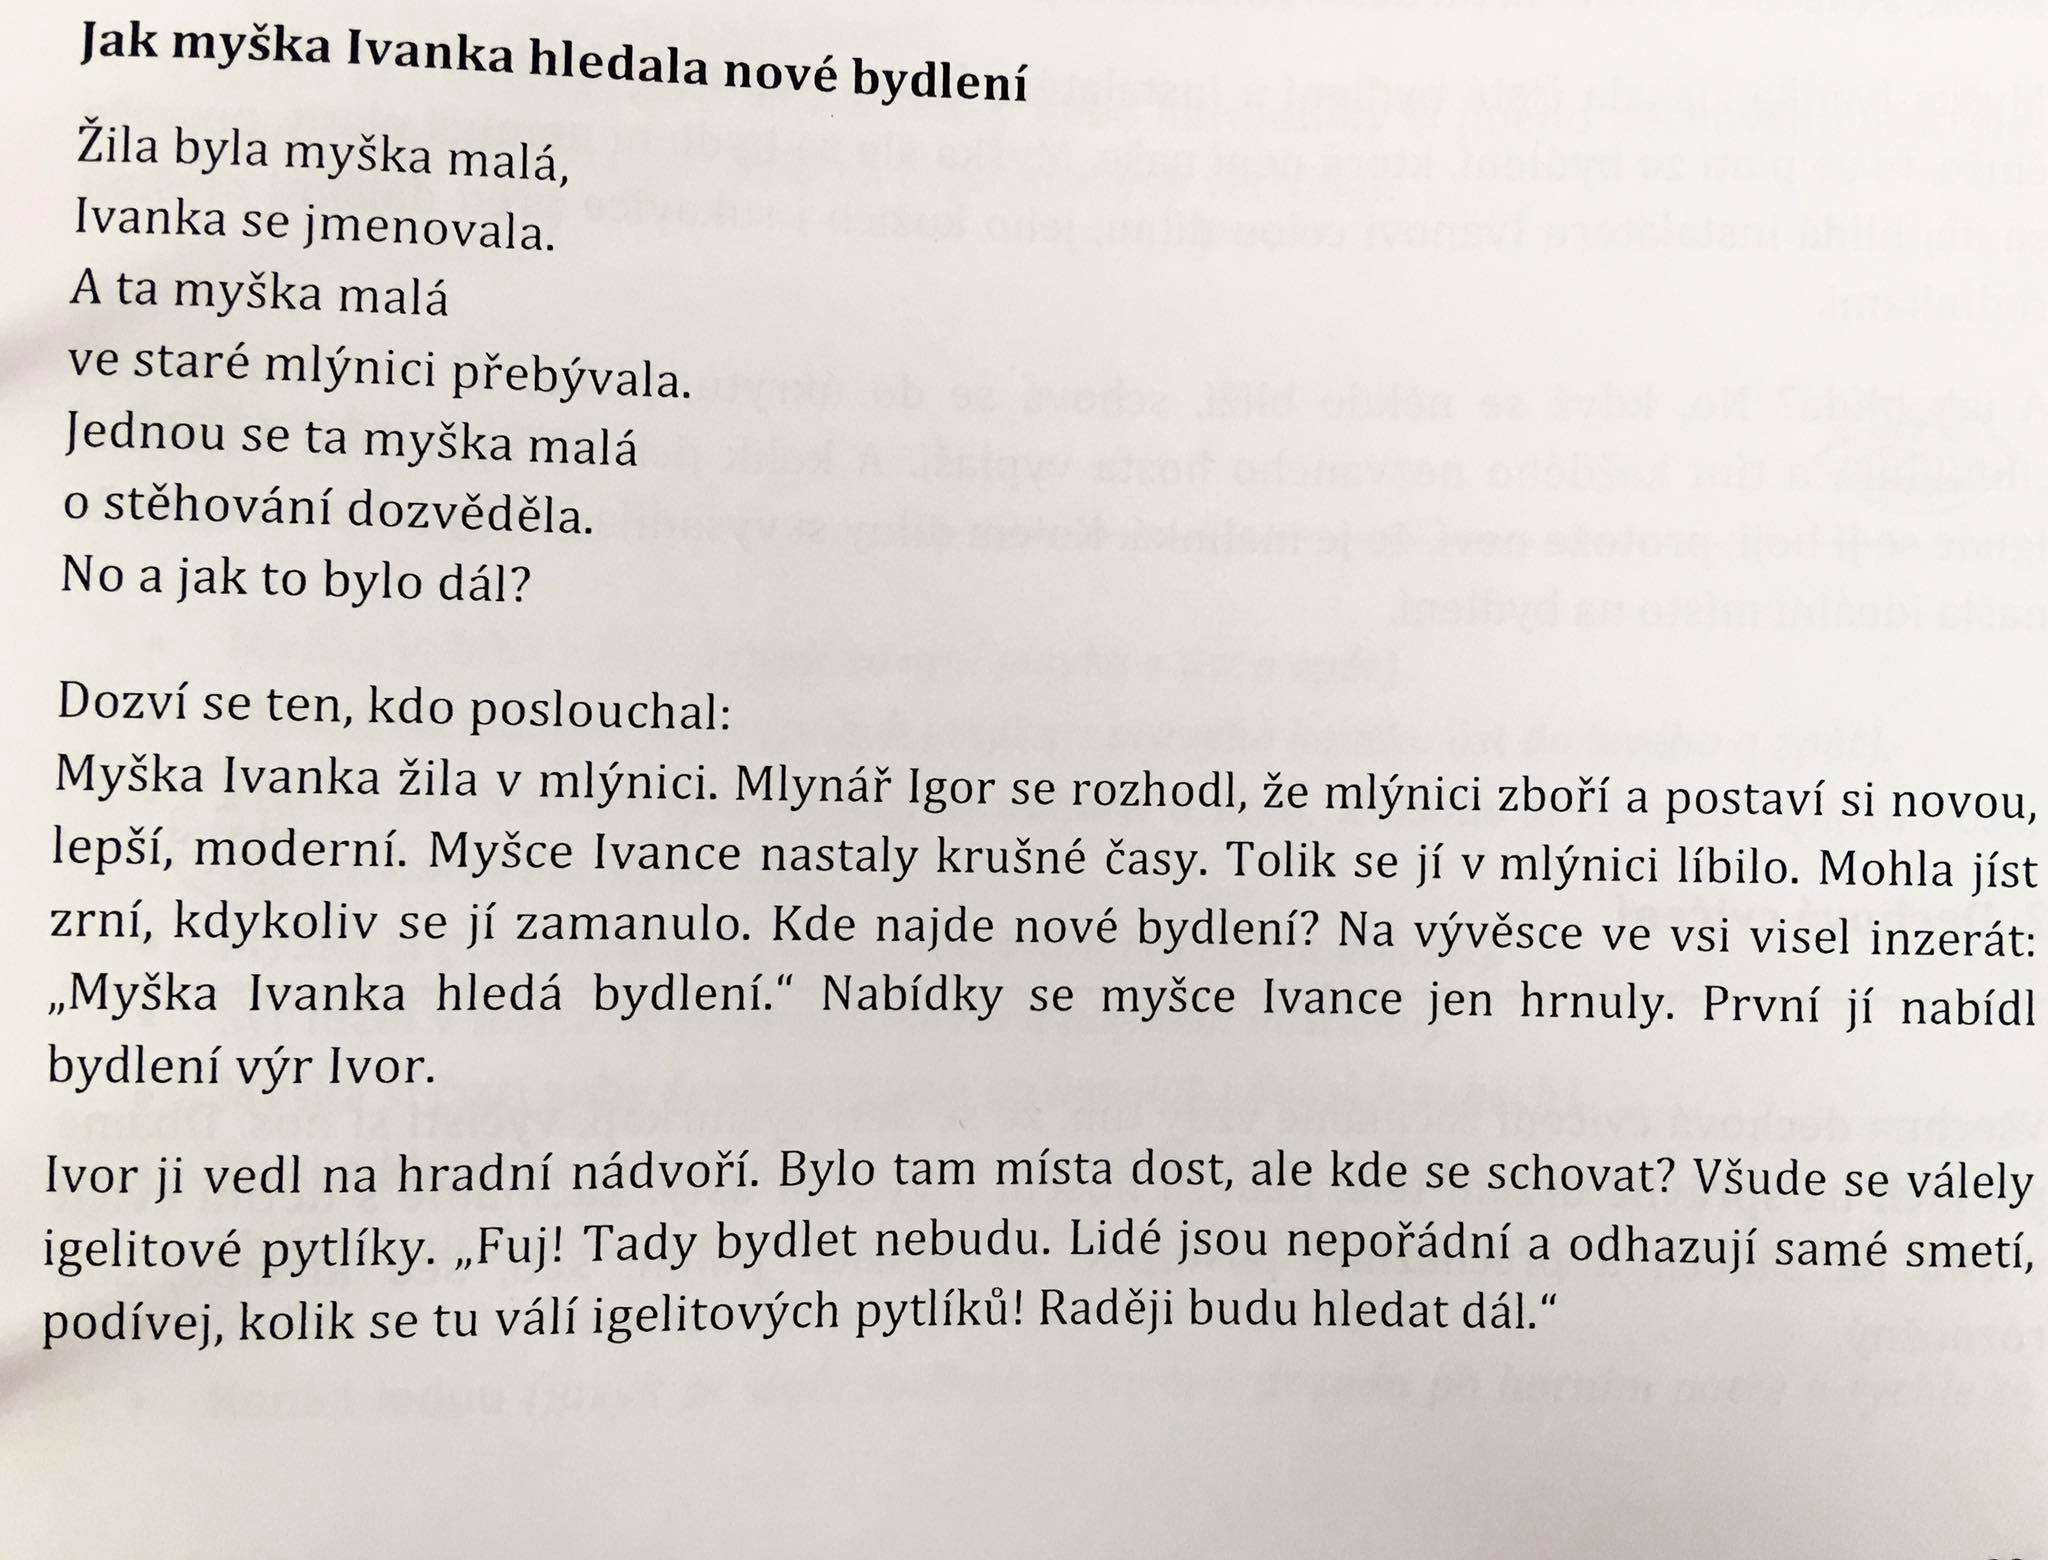 Jak myška Ivanka hledala nové bydlení
Žila byla myška malá,
Ivanka se jmenovala.
A ta myška malá
ve staré mlýnici přebývala.
Jednou se ta myška malá
o stěhování dozvěděla.
No a jak to bylo dál?
Dozví se ten, kdo poslouchal:
Myška Ivanka žila v mlýnici. Mlynář Igor se rozhodl, že mlýnici zboří a postaví si novou,
lepší, moderní. Myšce Ivance nastaly krušné časy. Tolik se jí v mlýnici líbilo. Mohla jíst
zrní, kdykoliv se jí zamanulo. Kde najde nové bydlení? Na vývěsce ve vsi visel inzerát:
„Myška Ivanka hledá bydlení.“ Nabídky se myšce Ivance jen hrnuly. První jí nabídl
bydlení výr Ivor.
Ivor ji vedl na hradní nádvoří. Bylo tam místa dost, ale kde se schovat? Všude se válely
igelitové pytlíky. „Fuj! Tady bydlet nebudu. Lidé jsou nepořádní a odhazují samé smetí,
podívej, kolik se tu válí igelitových pytlíků! Raději budu hledat dál.“